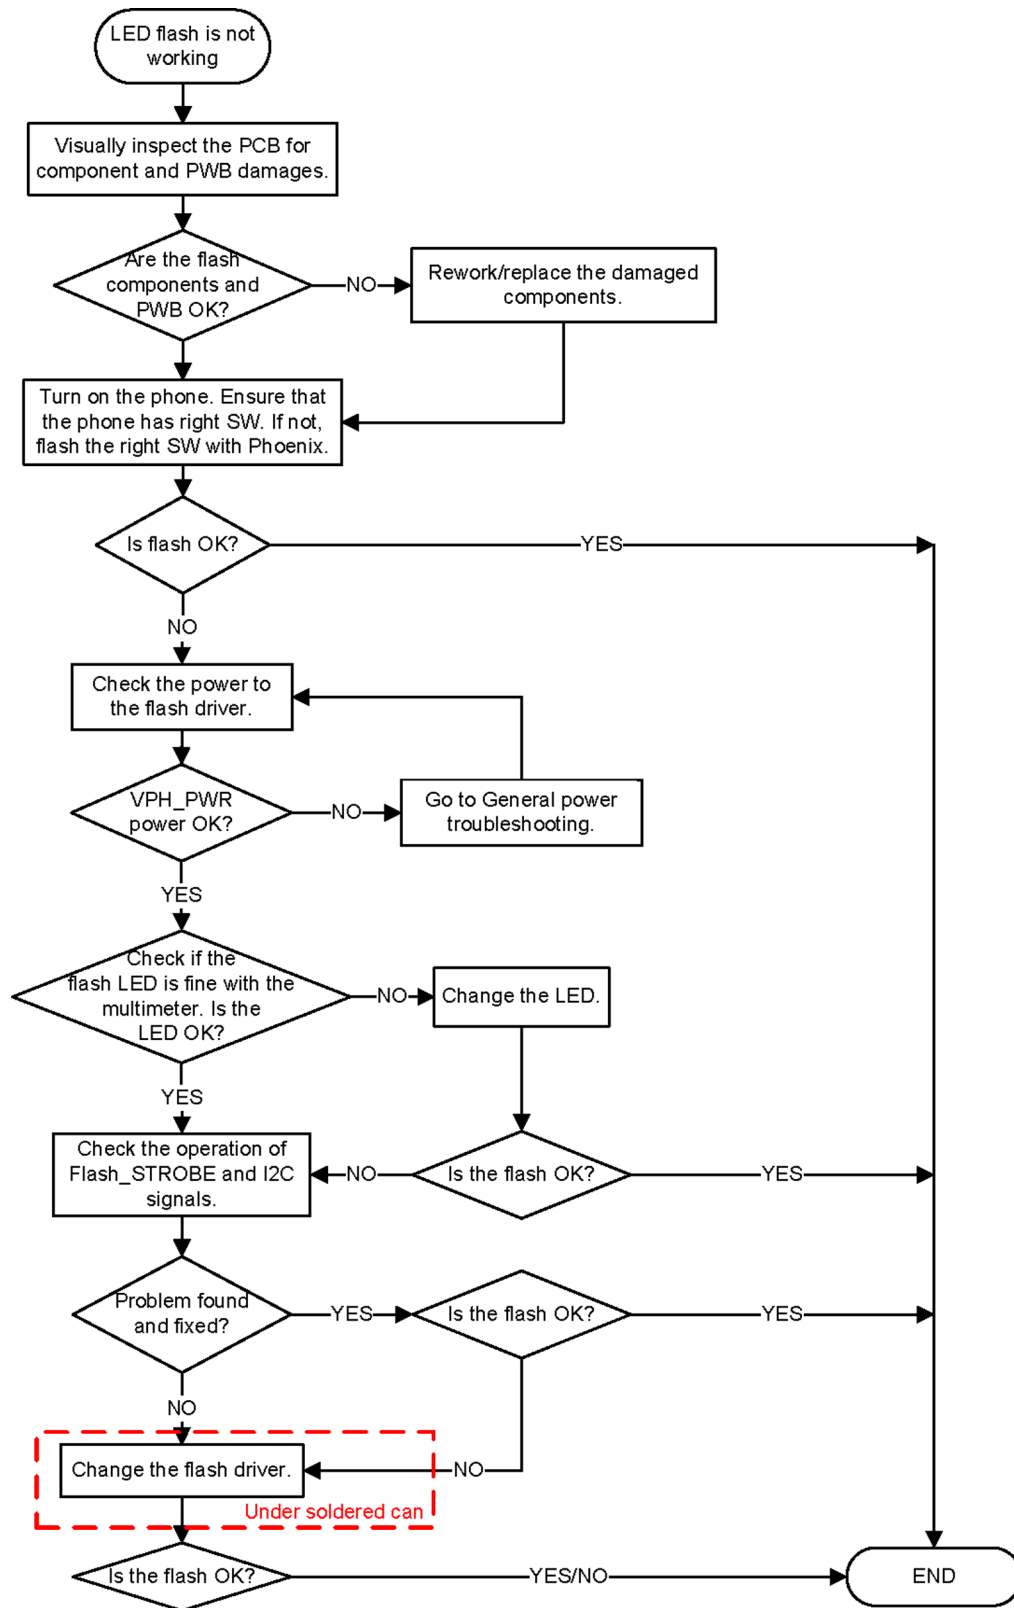 LED flash is not
working
Visually inspect the PCB for
component and PWB damages.
Are the flash
components and
PWB OK?
NO
Rework/replace the damaged
components.
Turn on the phone. Ensure that
the phone has right SW. If not,
flash the right SW with Phoenix.
Is flash OK?
YES
NO
Check the power to
the flash driver.
VPH_PWR
power OK?
NO
Go to General power
troubleshooting.
YES
Check if the
flash LED is fine with the
multimeter. Is the
LED OK?
NO
Change the LED.
YES
Check the operation of
Flash_STROBE and I2C
signals.
NO
Is the flash OK?
YES
Problem found
and fixed?
YES
Is the flash OK?
YES
NO
Change the flash driver.
NO
Under soldered can
Is the flash OK?
YES/NO
END